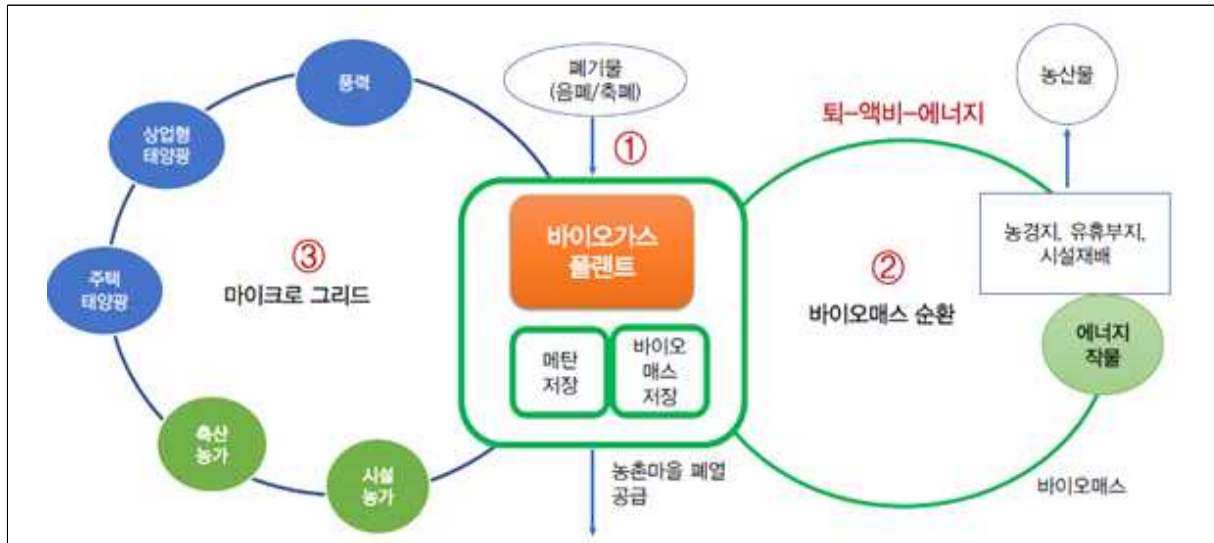 풍력
상업형
태양광
주택
태양광
축산
농가
시설
농가
③
마이크로 그리드
폐기물
(음폐/축폐)
①
바이오가스
플랜트
메탄
저장
바이오
매스
저장
농촌마을 폐열
공급
퇴-액비-에너지
②
바이오매스 순환
농산물
농경지, 유휴부지,
시설재배
에너지
작물
바이오매스